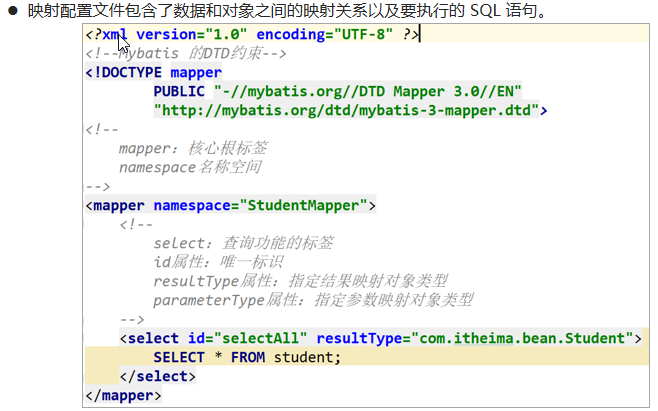 ● 映射配置文件包含了数据和对象之间的映射关系以及要执行的 SQL 语句。
<?xml version="1.0" encoding="UTF-8" ?>
<!--Mybatis 的DTD约束-->
<!DOCTYPE mapper
        PUBLIC "-//mybatis.org//DTD Mapper 3.0//EN"
        "http://mybatis.org/dtd/mybatis-3-mapper.dtd">
<!--
    mapper：核心根标签
    namespace名称空间
-->
<mapper namespace="StudentMapper">
    <!--
        select：查询功能的标签
        id属性：唯一标识
        resultType属性：指定结果映射对象类型
        parameterType属性：指定参数映射对象类型
    -->
    <select id="selectAll" resultType="com.itheima.bean.Student">
        SELECT * FROM student;
    </select>
</mapper>